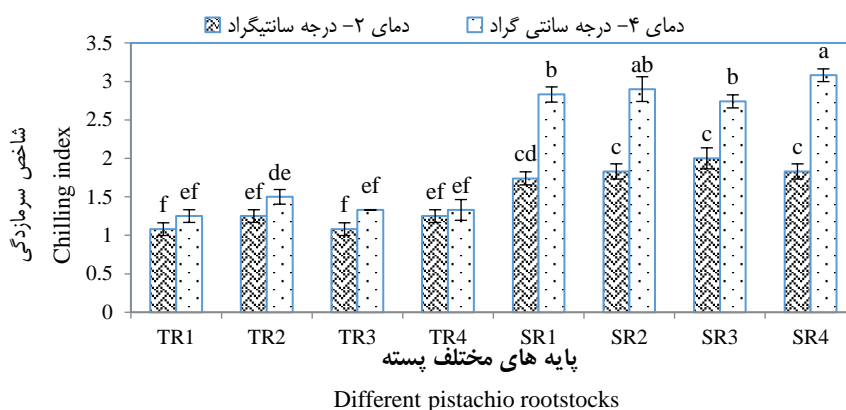 دمای ۲- درجه سانتیگراد دمای ۴- درجه سانتی گراد
شاخص سرمازدگی
Chilling index
3.5
3
2.5
2
1.5
1
0.5
0
f ef ef de f ef ef ef cd b c ab c b c a
TR1 TR2 TR3 TR4 SR1 SR2 SR3 SR4
پایه های مختلف پسته
Different pistachio rootstocks